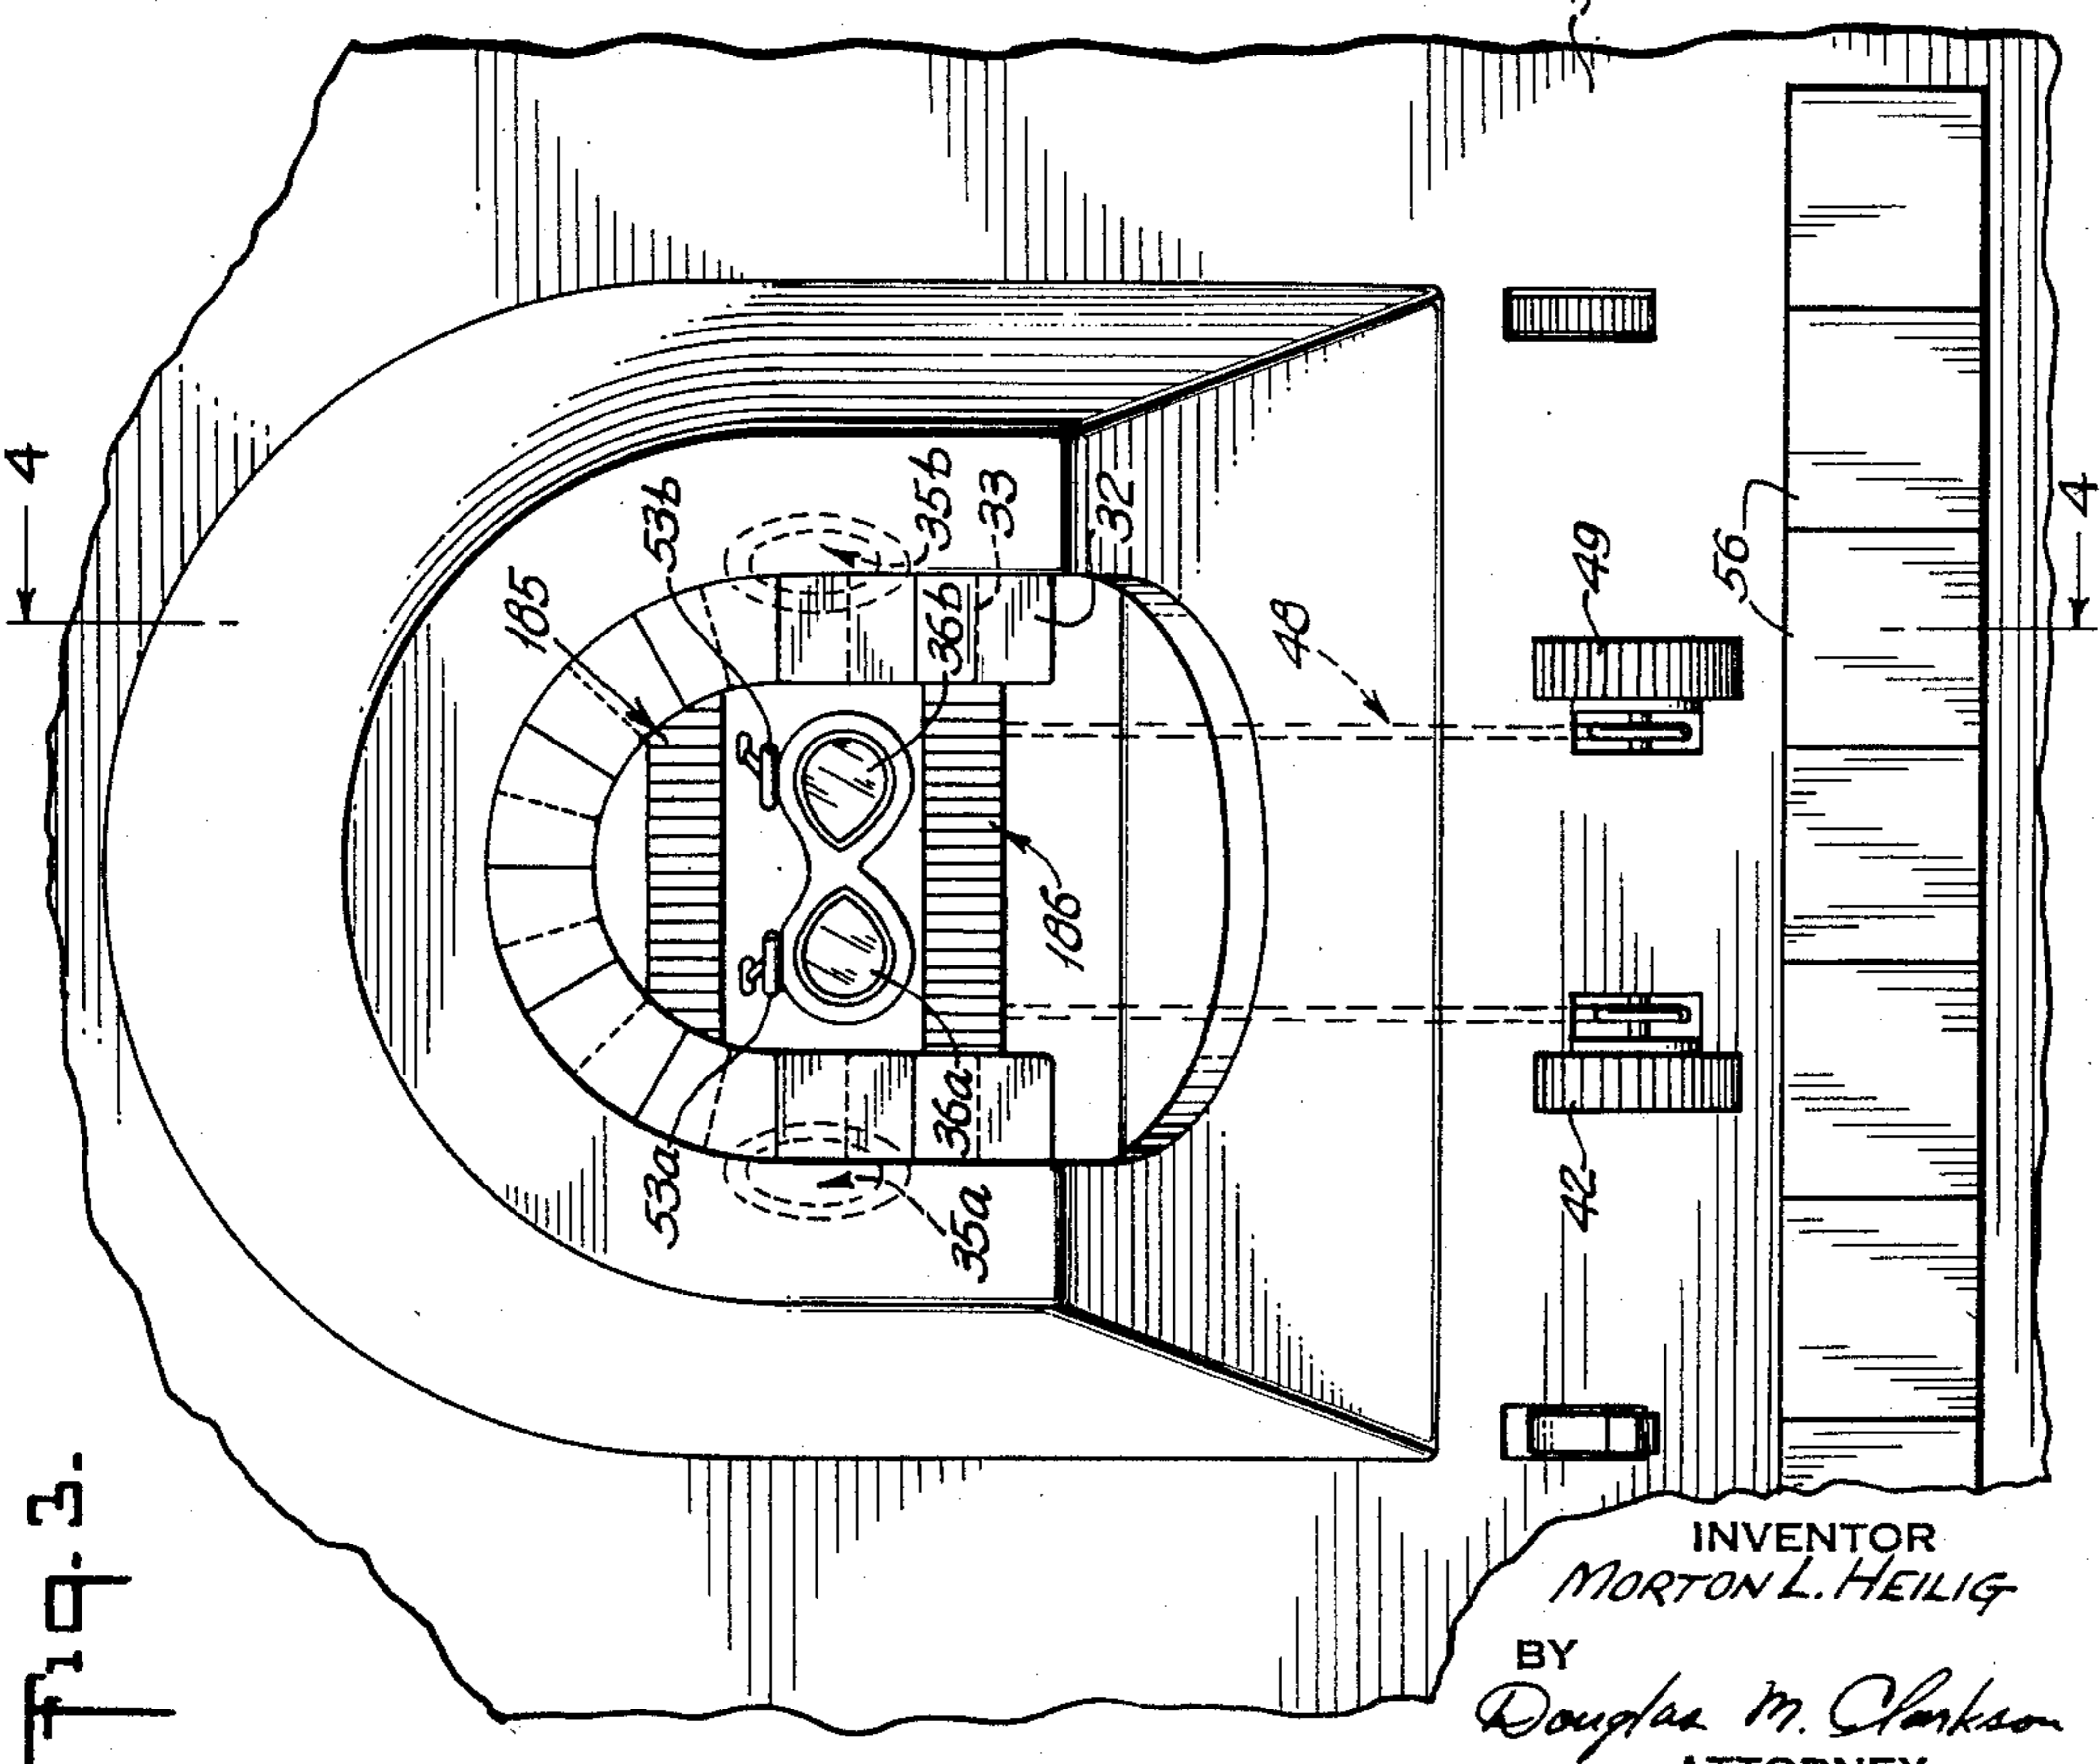 Fig. 3.
4
4
185
53b
35b
33
32
36b
48
49
56
186
36a
53a
35a
42
INVENTOR
MORTON L. HEILIG
BY
Douglas M. Clarkson
ATTORNEY